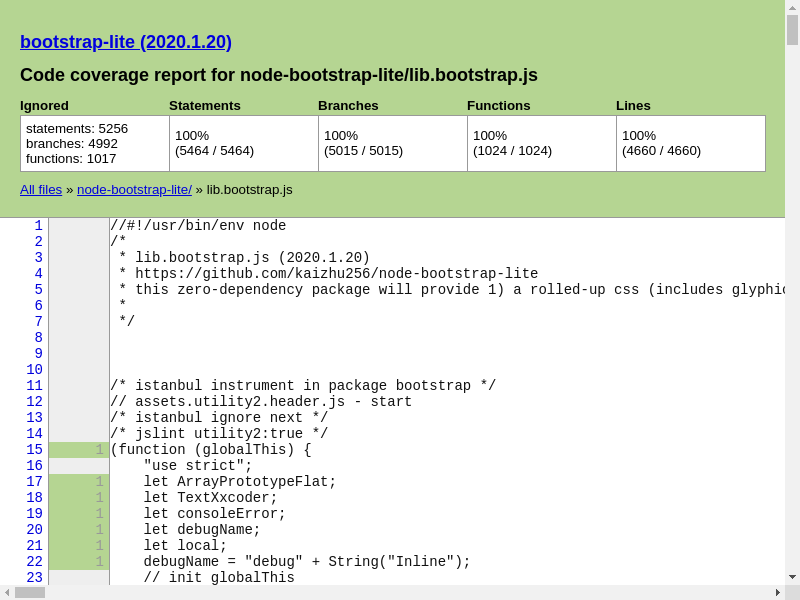 bootstrap-lite (2020.1.20)
Code coverage report for node-bootstrap-lite/lib.bootstrap.js
Ignored Statements Branches Functions Lines
statements: 5256
branches: 4992
functions: 1017
100%
(5464 / 5464)
100%
(5015 / 5015)
100%
(1024 / 1024)
100%
(4660 / 4660)
All files » node-bootstrap-lite/ » lib.bootstrap.js
1 //#!/usr/bin/env node
2 /*
3  * lib.bootstrap.js (2020.1.20)
4  * https://github.com/kaizhu256/node-bootstrap-lite
5  * this zero-dependency package will provide 1) a rolled-up css (includes glyphic
6  *
7  */
8
9
10
11 /* istanbul instrument in package bootstrap */
12 // assets.utility2.header.js - start
13 /* istanbul ignore next */
14 /* jslint utility2:true */
15 1 (function (globalThis) {
16     "use strict";
17 1     let ArrayPrototypeFlat;
18 1     let TextXxcoder;
19 1     let consoleError;
20 1     let debugName;
21 1     let local;
22 1     debugName = "debug" + String("Inline");
23     // init globalThis